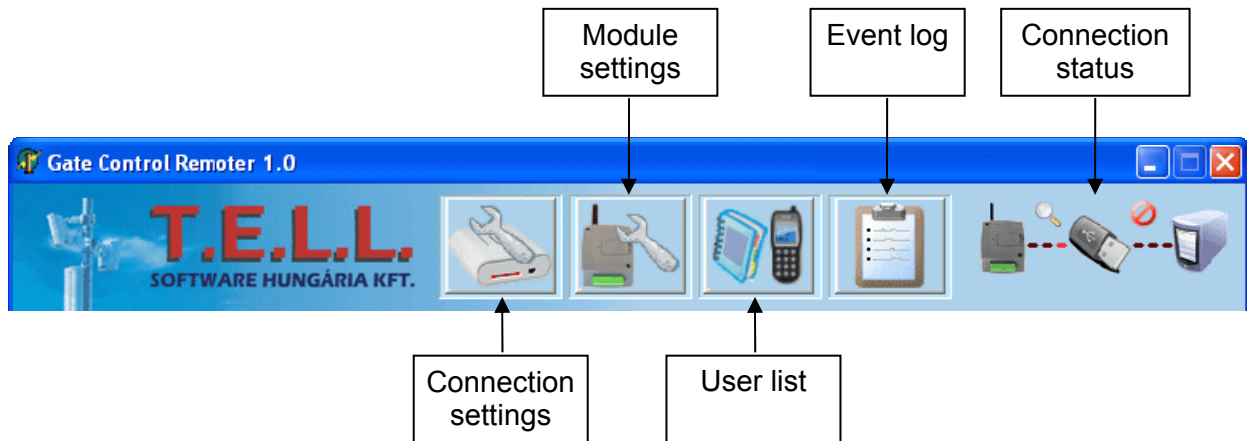 Module
settings
Event log
Connection
status
Gate Control Remoter 1.0
T.E.L.L.
SOFTWARE HUNGÁRIA KFT.
Connection
settings
User list